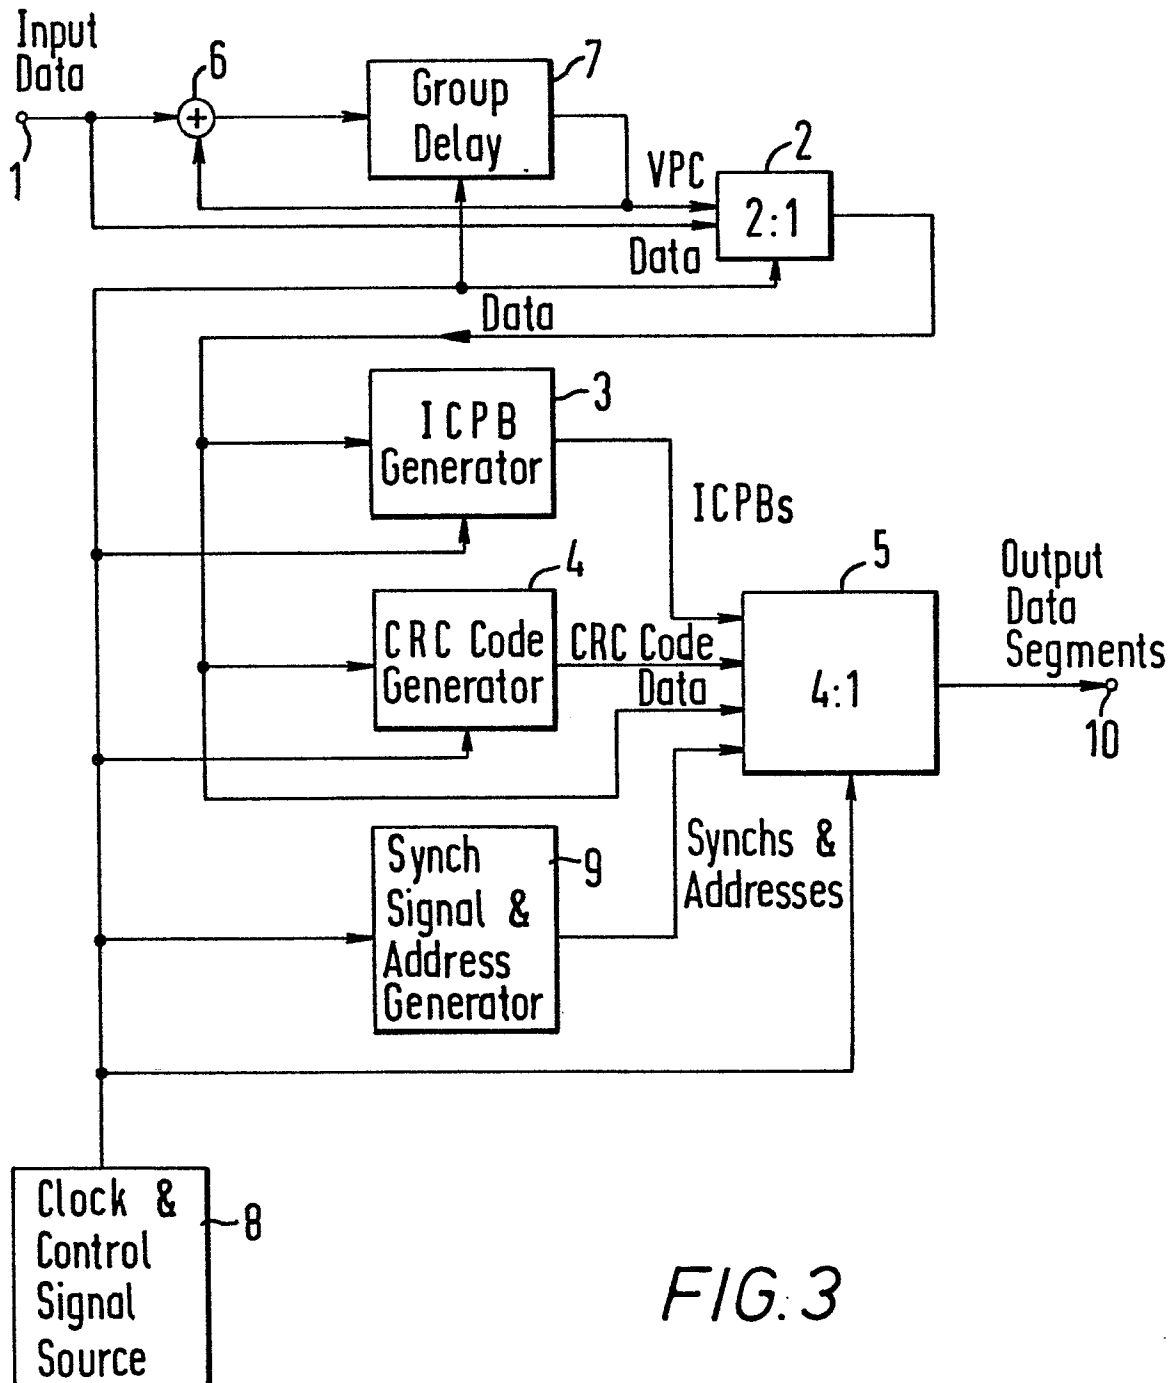 Input
Data
1
6
Group
Delay
7
VPC
Data
2:1
2
Data
ICPB
Generator
3
ICPBs
CRC Code
Generator
4
CRC Code
Data
4:1
5
Output
Data
Segments
10
Synch
Signal &
Address
Generator
9
Synchs &
Addresses
Clock &
Control
Signal
Source
8
FIG. 3